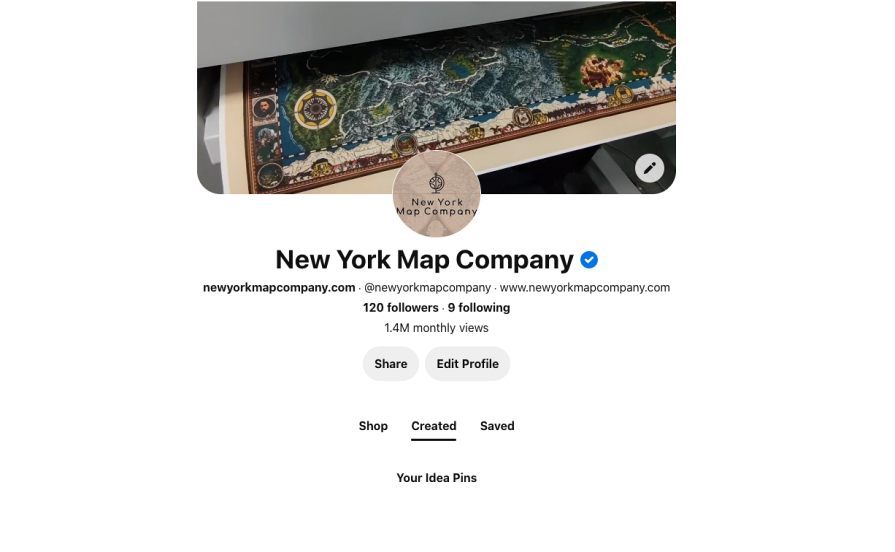 New York
Map Company
New York Map Company
newyorkmapcompany.com · @newyorkmapcompany · www.newyorkmapcompany.com
120 followers · 9 following
1.4M monthly views
Share Edit Profile
Shop Created Saved
Your Idea Pins